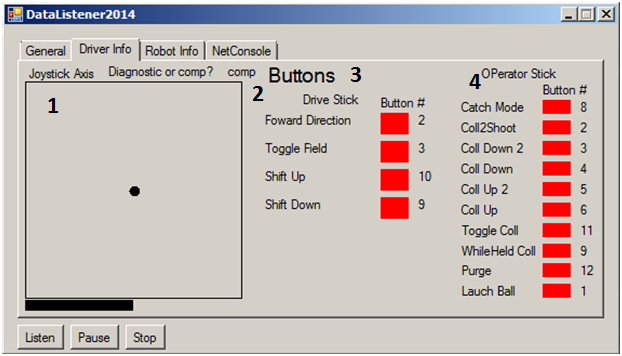 DataListener2014
General Driver Info Robot Info NetConsole
Joystick Axis Diagnostic or comp? comp
1
2
Buttons 3
Drive Stick Button #
Foward Direction 2
Toggle Field 3
Shift Up 10
Shift Down 9
4 OPerator Stick
Button #
Catch Mode 8
Coll2Shoot 2
Coll Down 2 3
Coll Down 4
Coll Up 2 5
Coll Up 6
Toggle Coll 11
WhileHeld Coll 9
Purge 12
Lauch Ball 1
Listen Pause Stop